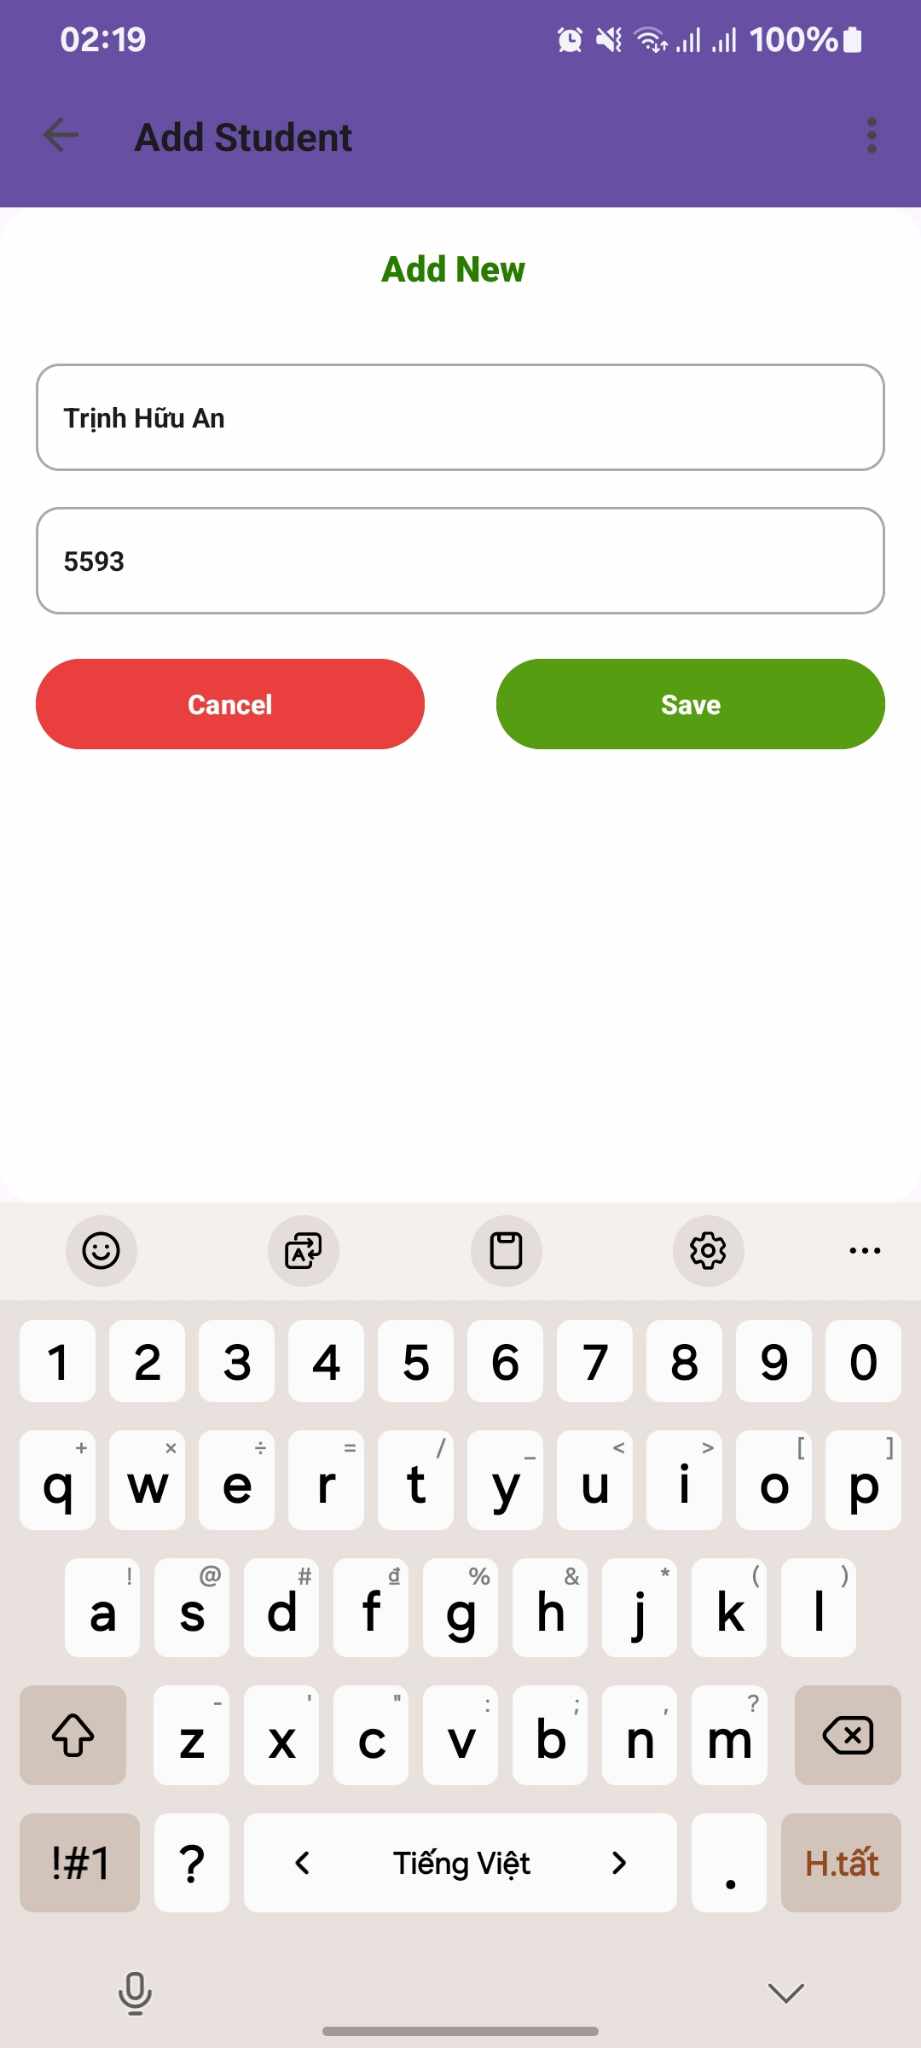 02:19 100%
Add Student
Add New
Trịnh Hữu An
5593
Cancel Save
1 2 3 4 5 6 7 8 9 0
+ × ÷ = / _ < > [ ]
q w e r t y u i o p
! @ # ₫ % & * ( )
a s d f g h j k l
- ' " : ; , ?
z x c v b n m
!#1 ? < Tiếng Việt > . H.tất